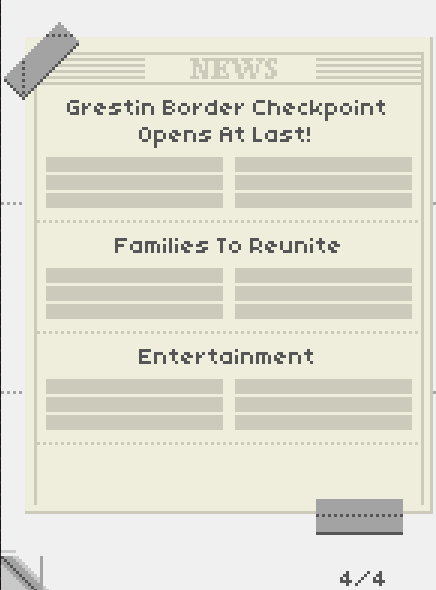 NEWS
Grestin Border Checkpoint
Opens At Last!
Families To Reunite
Entertainment
4/4